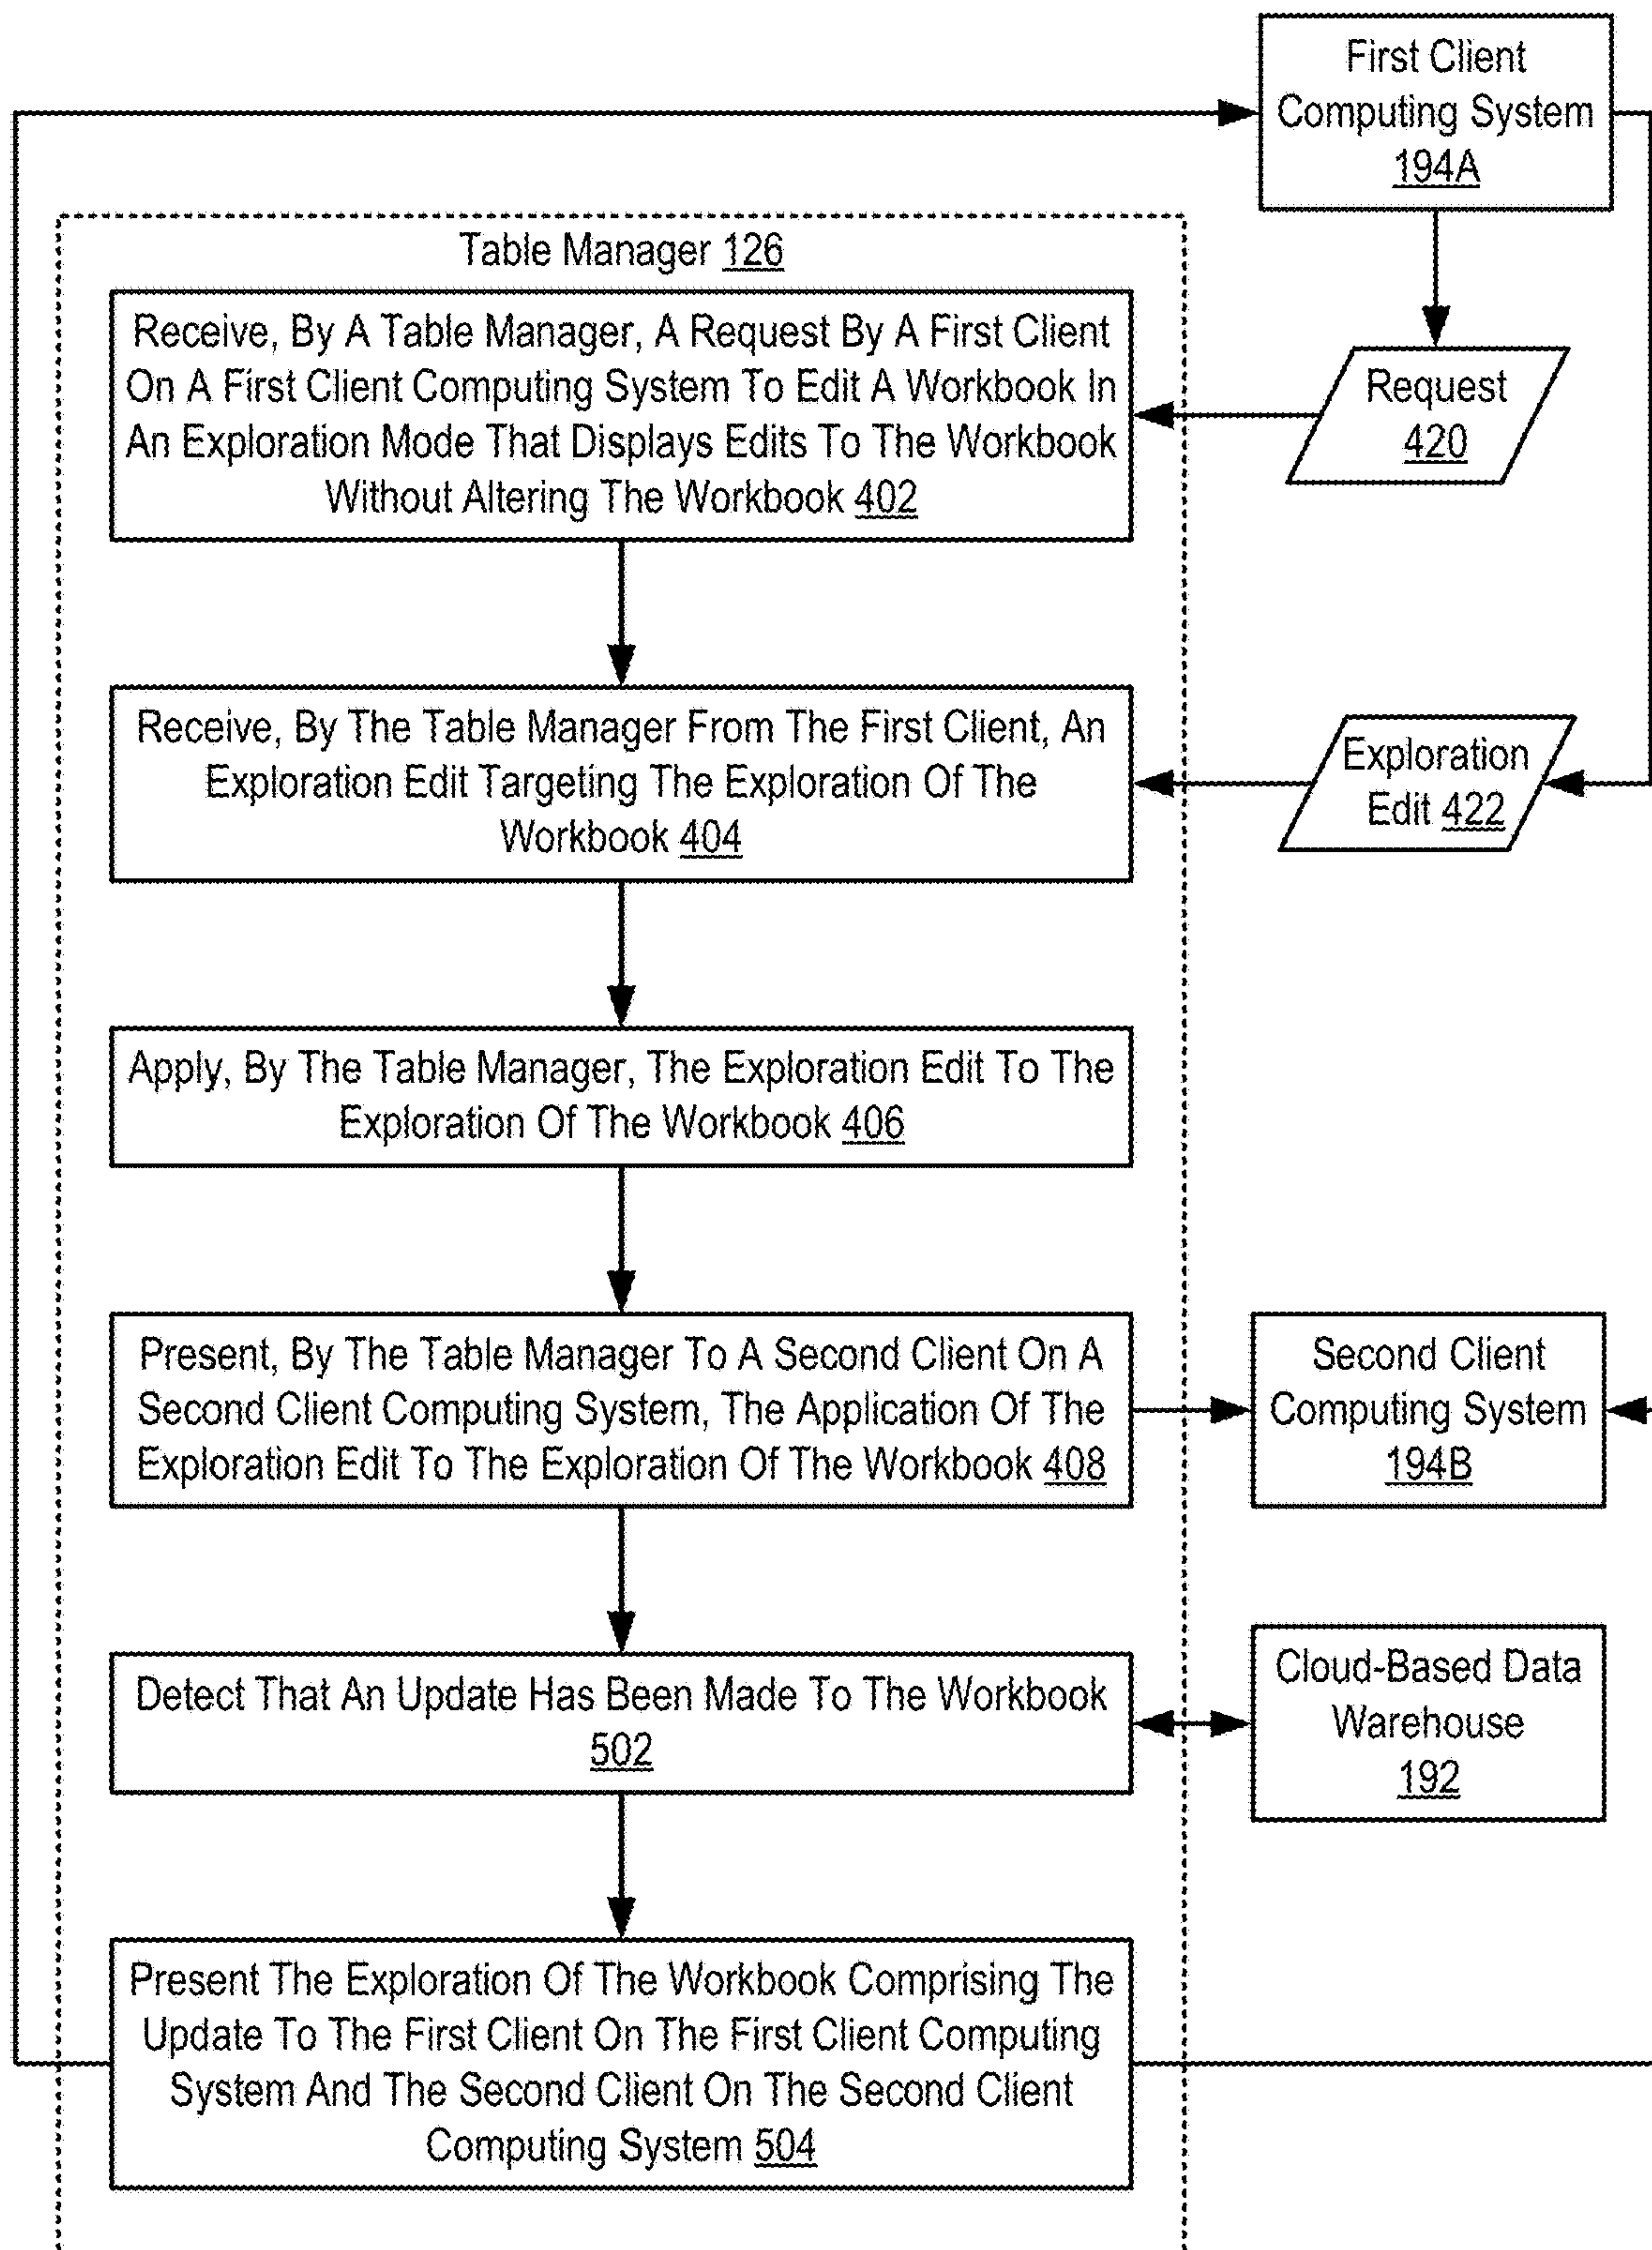 First Client
Computing System
194A
Table Manager 126
Receive, By A Table Manager, A Request By A First Client
On A First Client Computing System To Edit A Workbook In
An Exploration Mode That Displays Edits To The Workbook
Without Altering The Workbook 402
Request
420
Receive, By The Table Manager From The First Client, An
Exploration Edit Targeting The Exploration Of The
Workbook 404
Exploration
Edit 422
Apply, By The Table Manager, The Exploration Edit To The
Exploration Of The Workbook 406
Present, By The Table Manager To A Second Client On A
Second Client Computing System, The Application Of The
Exploration Edit To The Exploration Of The Workbook 408
Second Client
Computing System
194B
Detect That An Update Has Been Made To The Workbook
502
Cloud-Based Data
Warehouse
192
Present The Exploration Of The Workbook Comprising The
Update To The First Client On The First Client Computing
System And The Second Client On The Second Client
Computing System 504